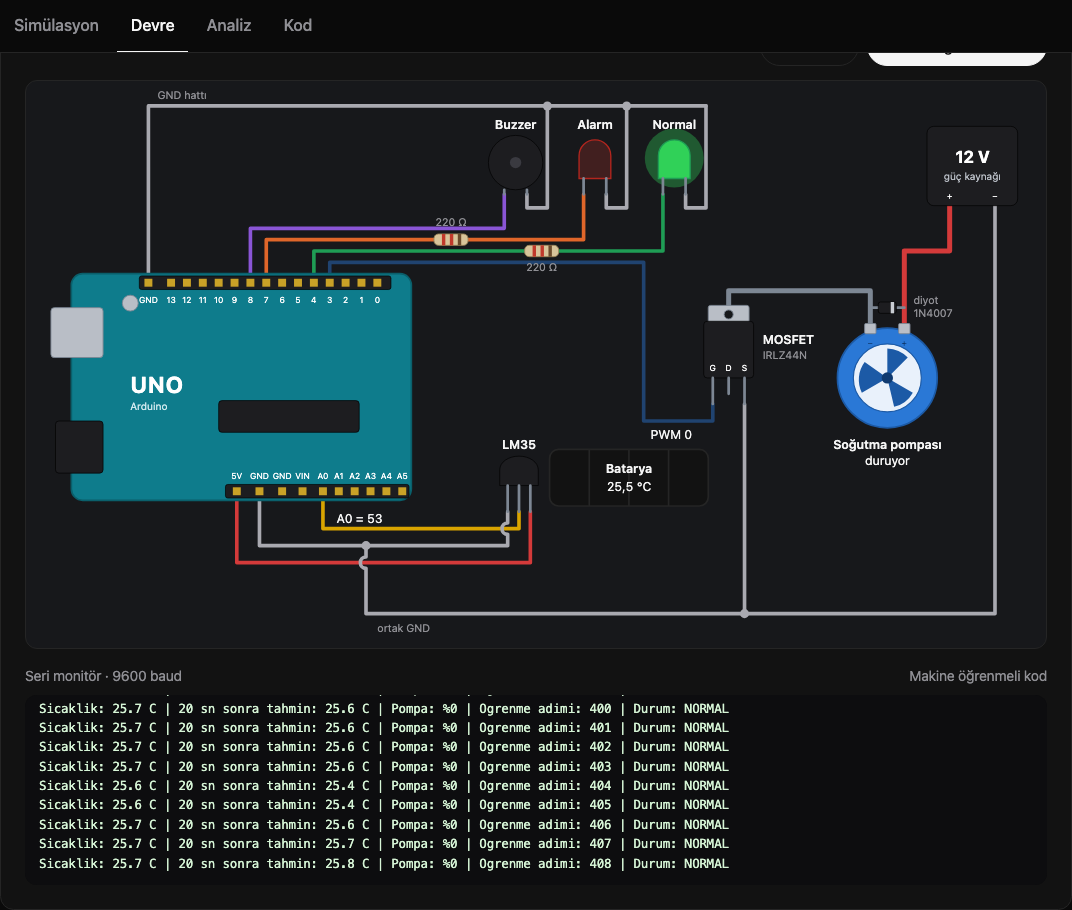 Simülasyon Devre Analiz Kod
GND hattı
Buzzer Alarm Normal
12 V
güç kaynağı
+ −
220 Ω
220 Ω
GND 13 12 11 10 9 8 7 6 5 4 3 2 1 0
diyot
1N4007
MOSFET
IRLZ44N
G D S
− +
UNO
Arduino
PWM 0
Soğutma pompası
duruyor
LM35
Batarya
25,5 °C
5V GND GND VIN A0 A1 A2 A3 A4 A5
A0 = 53
ortak GND
Seri monitör · 9600 baud Makine öğrenmeli kod
Sicaklik: 25.7 C | 20 sn sonra tahmin: 25.6 C | Pompa: %0 | Ogrenme adimi: 400 | Durum: NORMAL
Sicaklik: 25.7 C | 20 sn sonra tahmin: 25.6 C | Pompa: %0 | Ogrenme adimi: 401 | Durum: NORMAL
Sicaklik: 25.7 C | 20 sn sonra tahmin: 25.6 C | Pompa: %0 | Ogrenme adimi: 402 | Durum: NORMAL
Sicaklik: 25.7 C | 20 sn sonra tahmin: 25.6 C | Pompa: %0 | Ogrenme adimi: 403 | Durum: NORMAL
Sicaklik: 25.6 C | 20 sn sonra tahmin: 25.4 C | Pompa: %0 | Ogrenme adimi: 404 | Durum: NORMAL
Sicaklik: 25.6 C | 20 sn sonra tahmin: 25.4 C | Pompa: %0 | Ogrenme adimi: 405 | Durum: NORMAL
Sicaklik: 25.7 C | 20 sn sonra tahmin: 25.6 C | Pompa: %0 | Ogrenme adimi: 406 | Durum: NORMAL
Sicaklik: 25.7 C | 20 sn sonra tahmin: 25.7 C | Pompa: %0 | Ogrenme adimi: 407 | Durum: NORMAL
Sicaklik: 25.7 C | 20 sn sonra tahmin: 25.8 C | Pompa: %0 | Ogrenme adimi: 408 | Durum: NORMAL